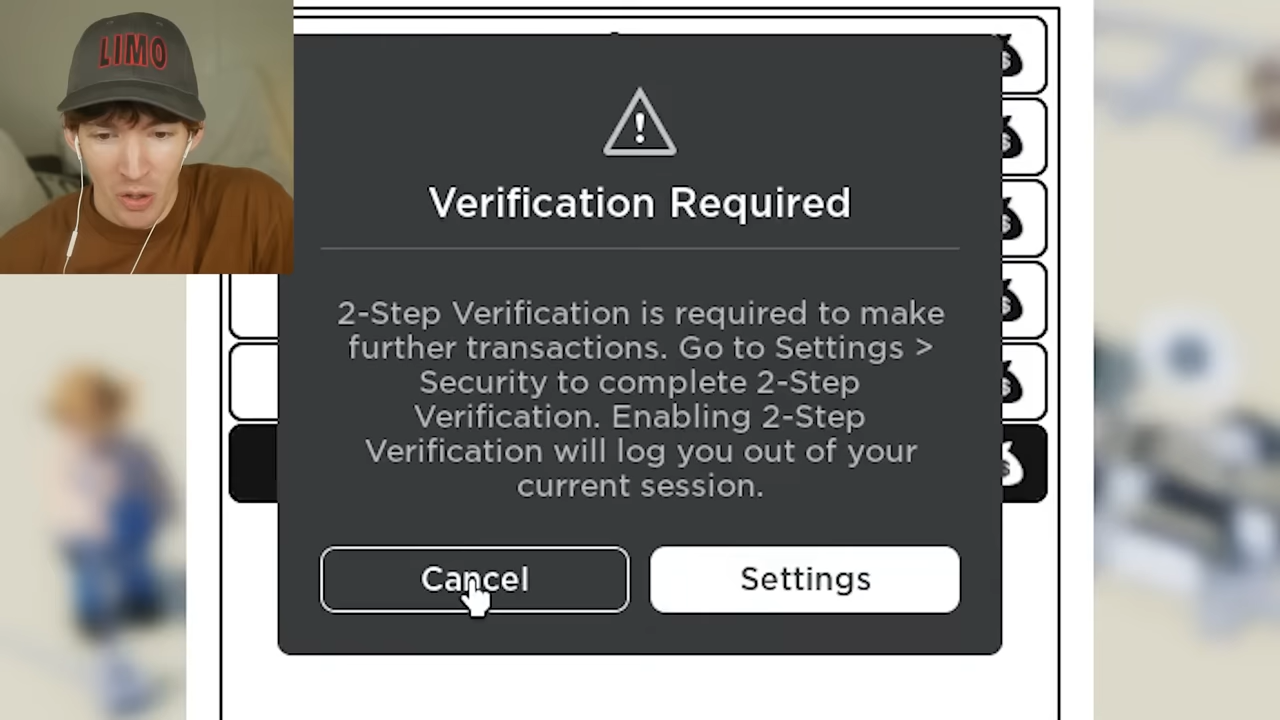 LIMO
Verification Required
2-Step Verification is required to make
further transactions. Go to Settings >
Security to complete 2-Step
Verification. Enabling 2-Step
Verification will log you out of your
current session.
Cancel
Settings